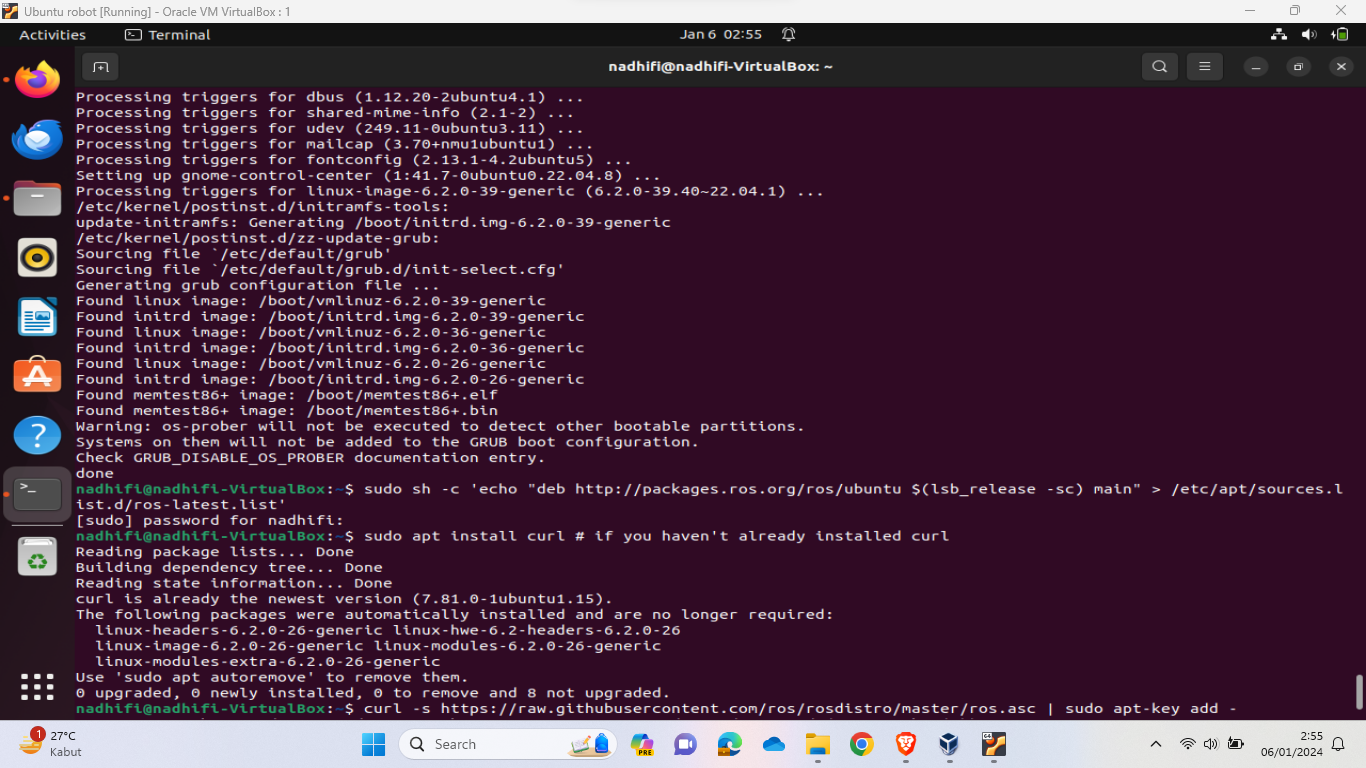 Ubuntu robot [Running] - Oracle VM VirtualBox : 1
Activities
Terminal
Jan 6 02:55
nadhifi@nadhifi-VirtualBox: ~
Processing triggers for dbus (1.12.20-2ubuntu4.1) ...
Processing triggers for shared-mime-info (2.1-2) ...
Processing triggers for udev (249.11-0ubuntu3.11) ...
Processing triggers for mailcap (3.70+nmu1ubuntu1) ...
Processing triggers for fontconfig (2.13.1-4.2ubuntu5) ...
Setting up gnome-control-center (1:41.7-0ubuntu0.22.04.8) ...
Processing triggers for linux-image-6.2.0-39-generic (6.2.0-39.40~22.04.1) ...
/etc/kernel/postinst.d/initramfs-tools:
update-initramfs: Generating /boot/initrd.img-6.2.0-39-generic
/etc/kernel/postinst.d/zz-update-grub:
Sourcing file `/etc/default/grub'
Sourcing file `/etc/default/grub.d/init-select.cfg'
Generating grub configuration file ...
Found linux image: /boot/vmlinuz-6.2.0-39-generic
Found initrd image: /boot/initrd.img-6.2.0-39-generic
Found linux image: /boot/vmlinuz-6.2.0-36-generic
Found initrd image: /boot/initrd.img-6.2.0-36-generic
Found linux image: /boot/vmlinuz-6.2.0-26-generic
Found initrd image: /boot/initrd.img-6.2.0-26-generic
Found memtest86+ image: /boot/memtest86+.elf
Found memtest86+ image: /boot/memtest86+.bin
Warning: os-prober will not be executed to detect other bootable partitions.
Systems on them will not be added to the GRUB boot configuration.
Check GRUB_DISABLE_OS_PROBER documentation entry.
done
nadhifi@nadhifi-VirtualBox:~$ sudo sh -c 'echo "deb http://packages.ros.org/ros/ubuntu $(lsb_release -sc) main" > /etc/apt/sources.l
ist.d/ros-latest.list'
[sudo] password for nadhifi:
nadhifi@nadhifi-VirtualBox:~$ sudo apt install curl # if you haven't already installed curl
Reading package lists... Done
Building dependency tree... Done
Reading state information... Done
curl is already the newest version (7.81.0-1ubuntu1.15).
The following packages were automatically installed and are no longer required:
  linux-headers-6.2.0-26-generic linux-hwe-6.2-headers-6.2.0-26
  linux-image-6.2.0-26-generic linux-modules-6.2.0-26-generic
  linux-modules-extra-6.2.0-26-generic
Use 'sudo apt autoremove' to remove them.
0 upgraded, 0 newly installed, 0 to remove and 8 not upgraded.
nadhifi@nadhifi-VirtualBox:~$ curl -s https://raw.githubusercontent.com/ros/rosdistro/master/ros.asc | sudo apt-key add -
1
27°C
Kabut
Search
PRE
2:55
06/01/2024